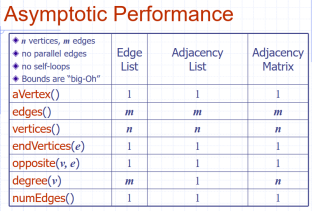 Asymptotic Performance
n vertices, m edges
no parallel edges
no self-loops
Bounds are "big-Oh"
Edge List
Adjacency List
Adjacency Matrix
aVertex() 1 1 1
edges() m m m
vertices() n n n
endVertices(e) 1 1 1
opposite(v, e) 1 1 1
degree(v) m 1 n
numEdges() 1 1 1